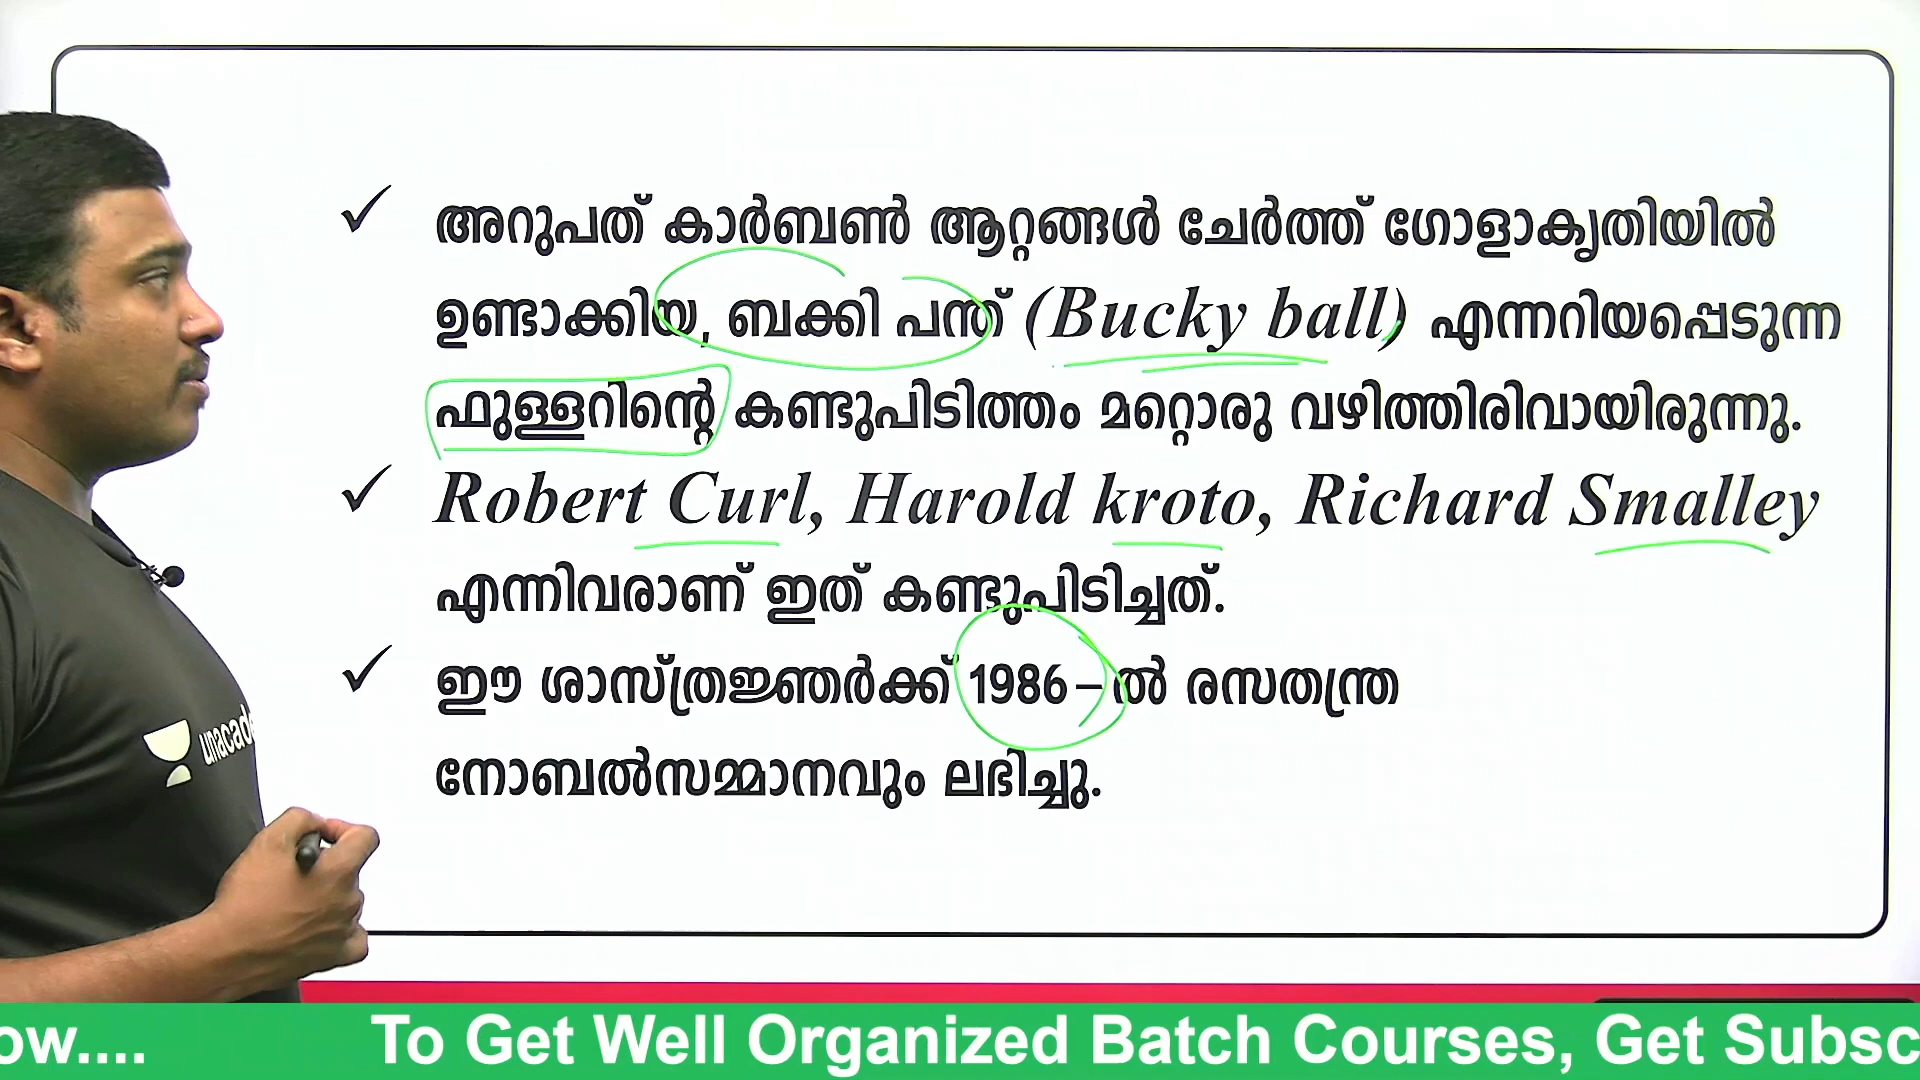 അറുപത് കാർബൺ ആറ്റങ്ങൾ ചേർത്ത് ഗോളാകൃതിയിൽ
ഉണ്ടാക്കിയ, ബക്കി പന്ത് (Bucky ball) എന്നറിയപ്പെടുന്ന
ഫുള്ളറിന്റെ കണ്ടുപിടിത്തം മറ്റൊരു വഴിത്തിരിവായിരുന്നു.
Robert Curl, Harold kroto, Richard Smalley
എന്നിവരാണ് ഇത് കണ്ടുപിടിച്ചത്.
ഈ ശാസ്ത്രജ്ഞർക്ക് 1986–ൽ രസതന്ത്ര
നോബൽസമ്മാനവും ലഭിച്ചു.
unacade
ow.... To Get Well Organized Batch Courses, Get Subsc